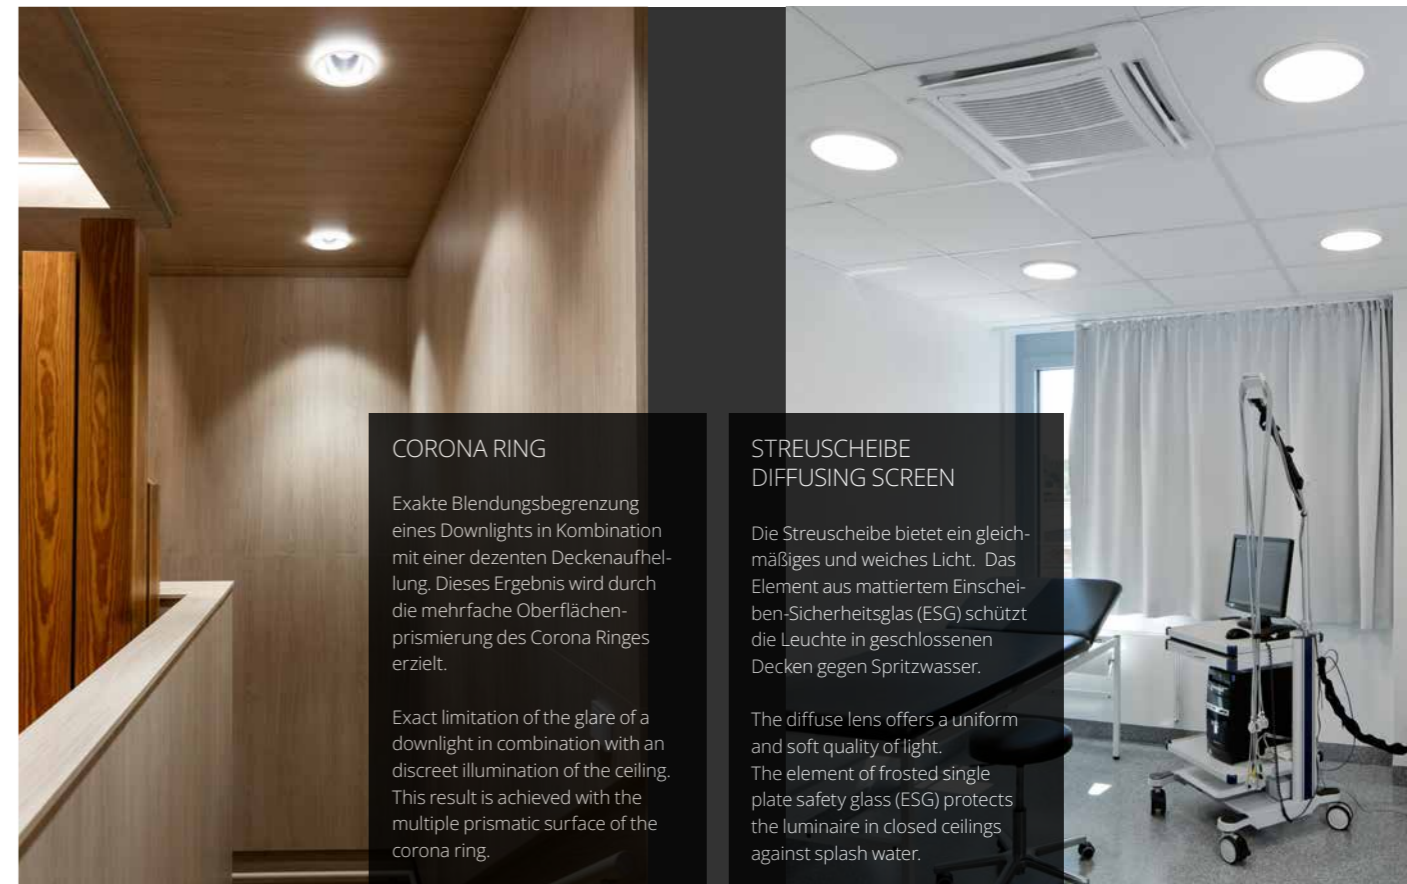 CORONA RING
Exakte Blendungsbegrenzung
eines Downlights in Kombination
mit einer dezenten Deckenaufhel-
lung. Dieses Ergebnis wird durch
die mehrfache Oberflächen-
prismierung des Corona Ringes
erzielt.
Exact limitation of the glare of a
downlight in combination with an
discreet illumination of the ceiling.
This result is achieved with the
multiple prismatic surface of the
corona ring.
STREUSCHEIBE
DIFFUSING SCREEN
Die Streuscheibe bietet ein gleich-
mäßiges und weiches Licht. Das
Element aus mattiertem Einschei-
ben-Sicherheitsglas (ESG) schützt
die Leuchte in geschlossenen
Decken gegen Spritzwasser.
The diffuse lens offers a uniform
and soft quality of light.
The element of frosted single
plate safety glass (ESG) protects
the luminaire in closed ceilings
against splash water.